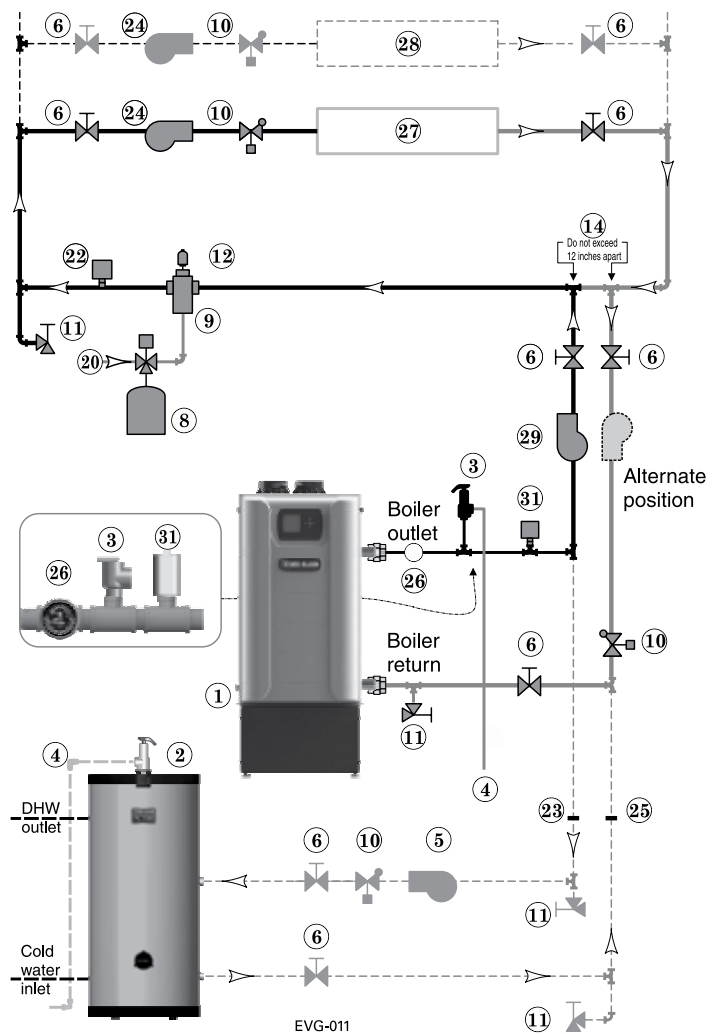 6 24 10 6
28
6 24 10 6
27
14
Do not exceed
12 inches apart
22 12
11 9
20
8
6 6
29
Alternate
position
3
31
Boiler
outlet
26
3 31
26
Boiler
return
6
10
1
11
4
4 2
DHW
outlet
23 25
6 10 5
11
6
Cold
water
inlet
11
EVG-011